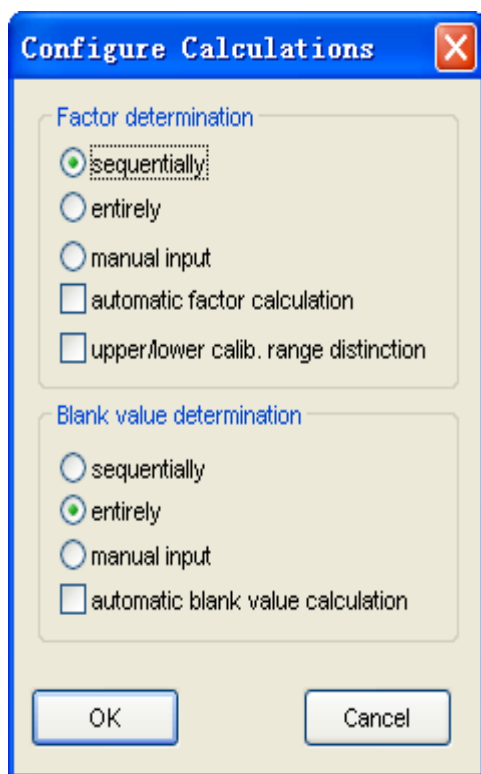 Configure Calculations
Factor determination
sequentially
entirely
manual input
automatic factor calculation
upper/lower calib. range distinction
Blank value determination
sequentially
entirely
manual input
automatic blank value calculation
OK
Cancel